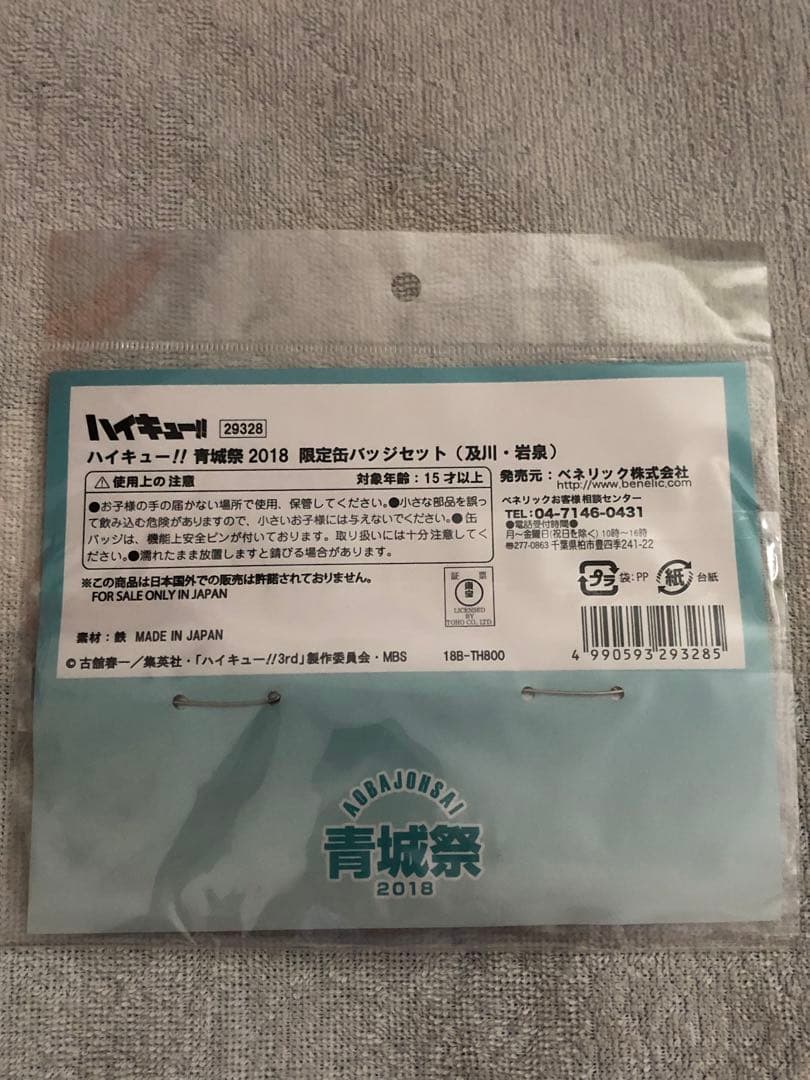 ハイキュー!! 29328
ハイキュー!! 青城祭 2018 限定缶バッジセット（及川・岩泉）
⚠使用上の注意 対象年齢：15才以上
●お子様の手の届かない場所で使用、保管してください。●小さな部品を誤っ
て飲み込む危険がありますので、小さいお子様には与えないでください。●缶
バッジは、機能上安全ピンが付いております。取り扱いには十分注意してく
ださい。●濡れたまま放置しますと錆びる場合があります。
※この商品は日本国外での販売は許諾されておりません。
FOR SALE ONLY IN JAPAN
証 票
LICENSED
BY
TOHO CO., LTD.
素材：鉄 MADE IN JAPAN
©古舘春一／集英社・「ハイキュー!!3rd」製作委員会・MBS 18B-TH800
発売元：ベネリック株式会社
http://www.benelic.com
ベネリックお客様相談センター
TEL：04-7146-0431
●電話受付時間●
月～金曜日(祝日を除く) 10時～16時
〠277-0863 千葉県柏市豊四季241-22
プラ 袋：PP 紙 台紙
4 990593 293285
AOBAJOHSAI
青城祭
2018